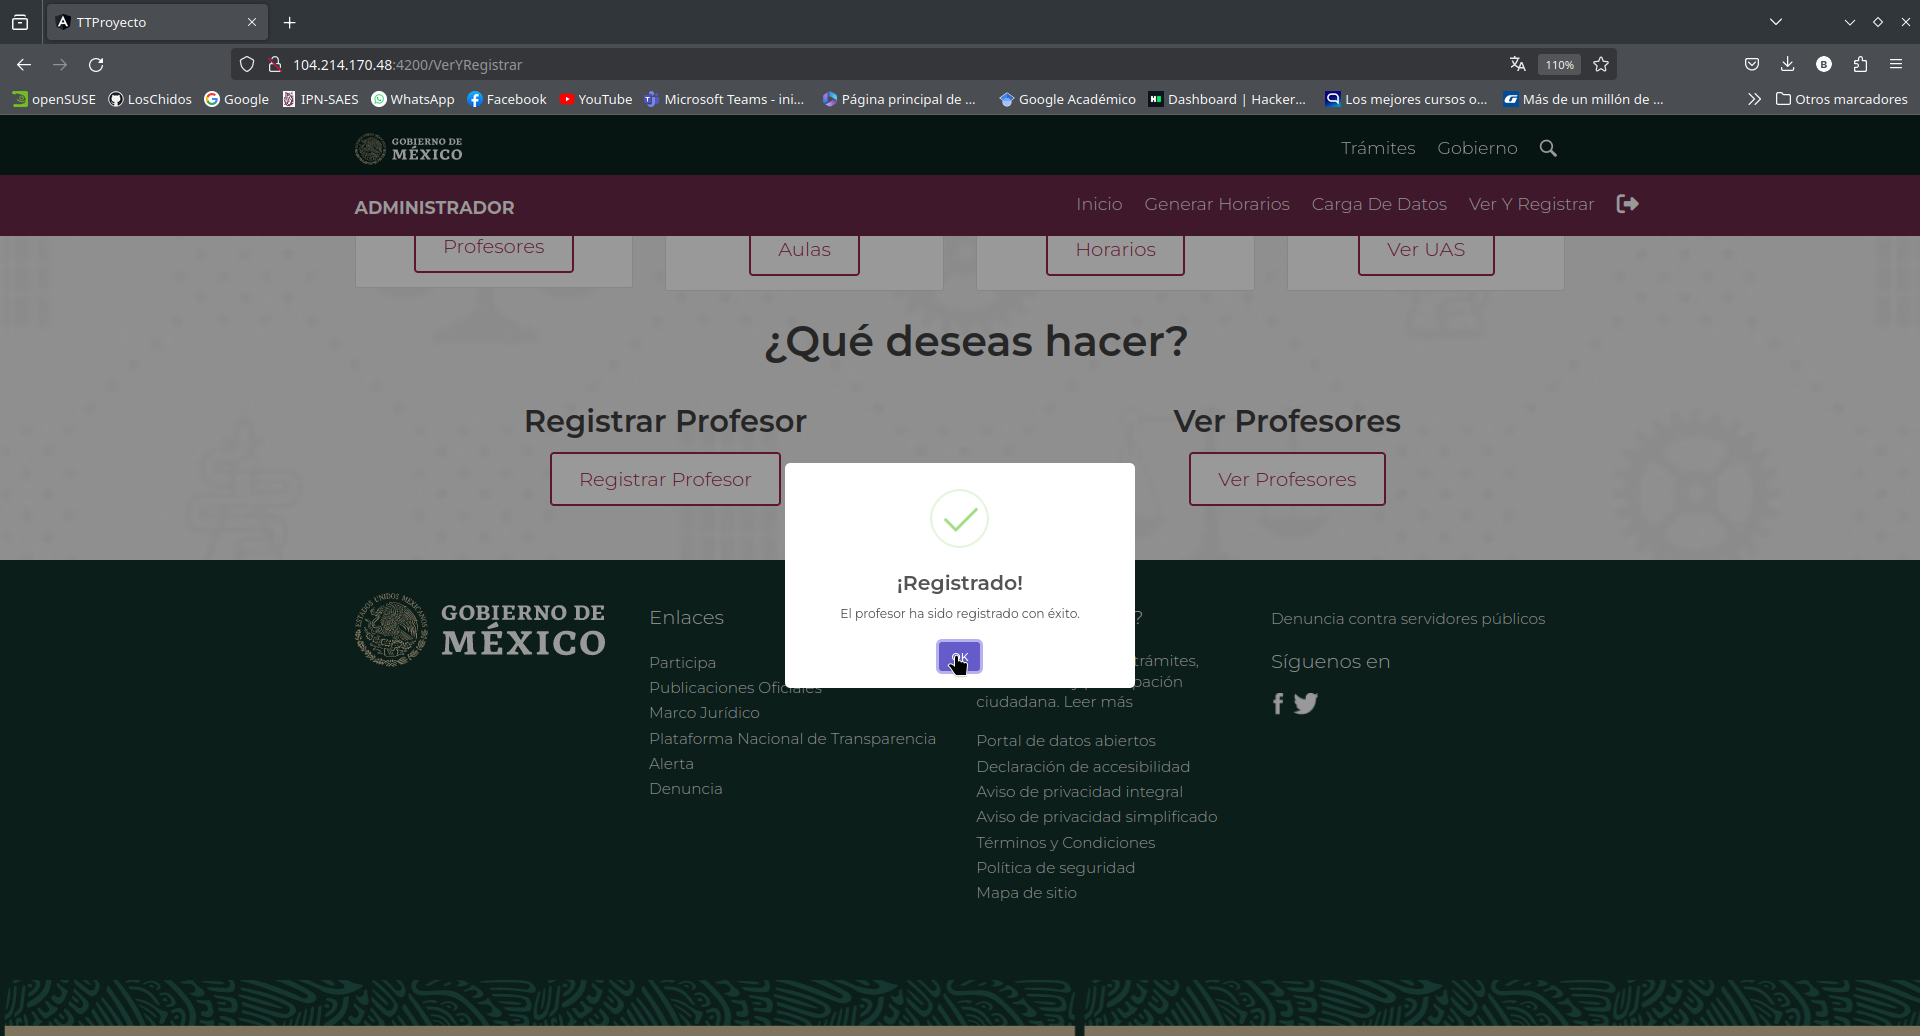 TTProyecto
104.214.170.48:4200/VerYRegistrar
110%
openSUSE LosChidos Google IPN-SAES WhatsApp Facebook YouTube Microsoft Teams - ini... Página principal de ... Google Académico Dashboard | Hacker... Los mejores cursos o... Más de un millón de ... Otros marcadores
GOBIERNO DE
MÉXICO
Trámites Gobierno
ADMINISTRADOR
Inicio Generar Horarios Carga De Datos Ver Y Registrar
Profesores Aulas Horarios Ver UAS
¿Qué deseas hacer?
Registrar Profesor
Registrar Profesor
Ver Profesores
Ver Profesores
¡Registrado!
El profesor ha sido registrado con éxito.
OK
ESTADOS UNIDOS MEXICANOS
GOBIERNO DE
MÉXICO
Enlaces
Participa
Publicaciones Oficiales
Marco Jurídico
Plataforma Nacional de Transparencia
Alerta
Denuncia
?
trámites,
pación
ciudadana. Leer más
Portal de datos abiertos
Declaración de accesibilidad
Aviso de privacidad integral
Aviso de privacidad simplificado
Términos y Condiciones
Política de seguridad
Mapa de sitio
Denuncia contra servidores públicos
Síguenos en